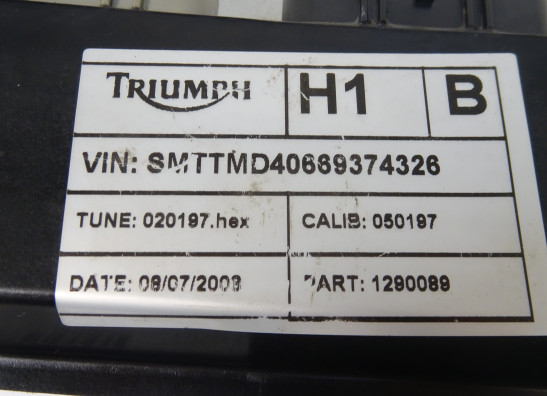 TRIUMPH H1 B
VIN: SMTTMD40669374326
TUNE: 020197.hex CALIB: 050197
DATE: 08/07/2008 PART: 1290089